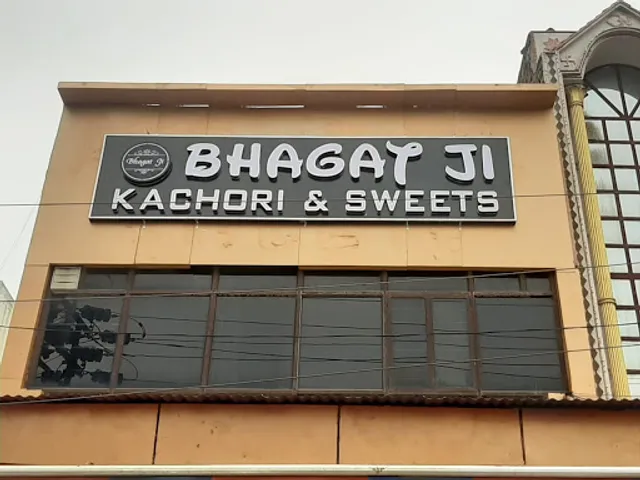 Bhagat Ji
BHAGAT JI
KACHORI & SWEETS